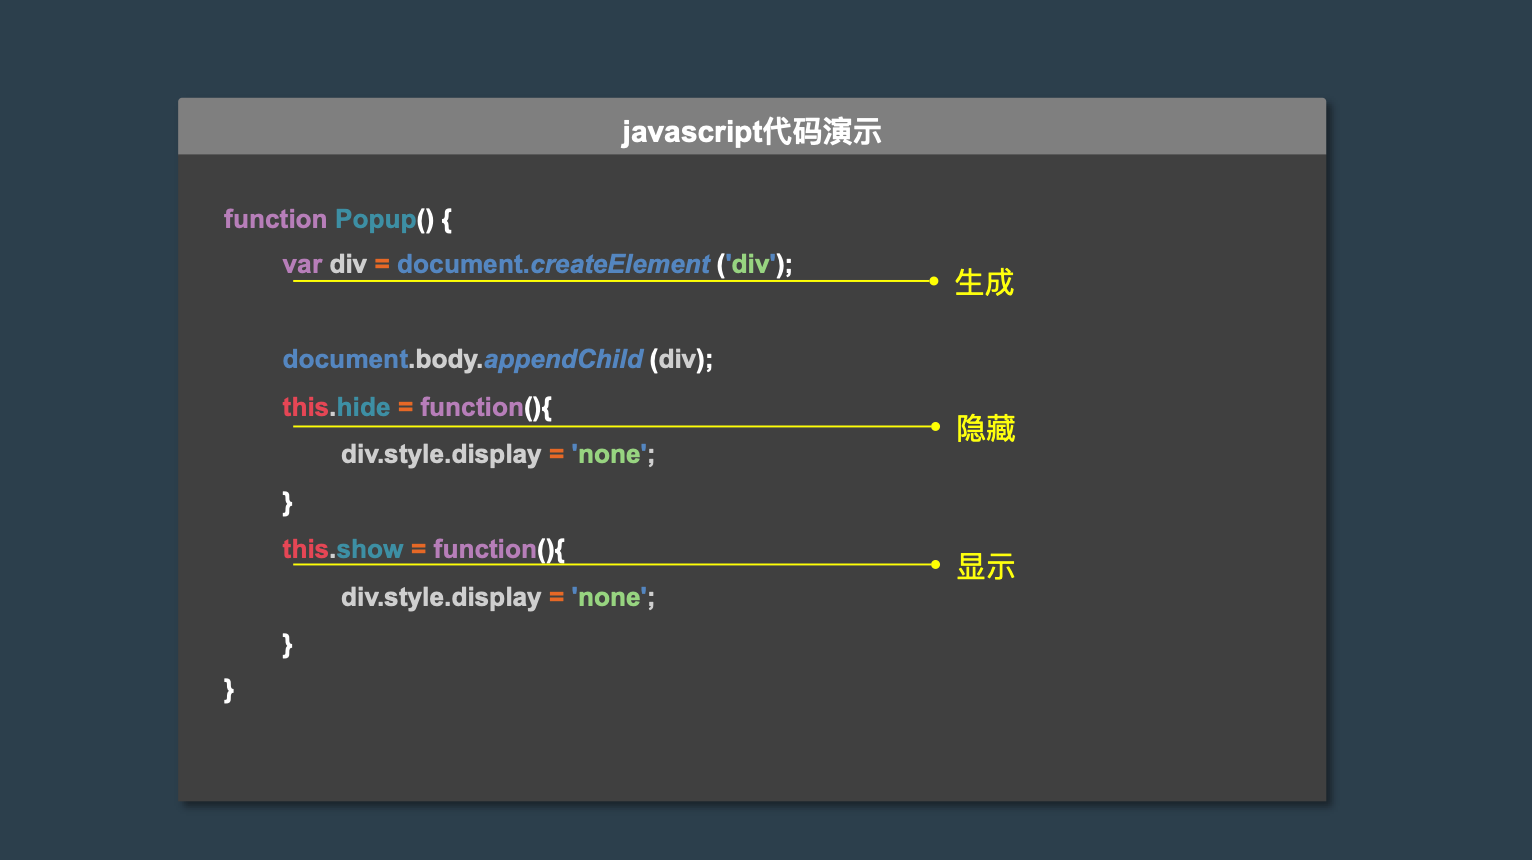 javascript代码演示
function Popup() {
var div = document.createElement ('div');
生成
document.body.appendChild (div);
this.hide = function(){
隐藏
div.style.display = 'none';
}
this.show = function(){
显示
div.style.display = 'none';
}
}